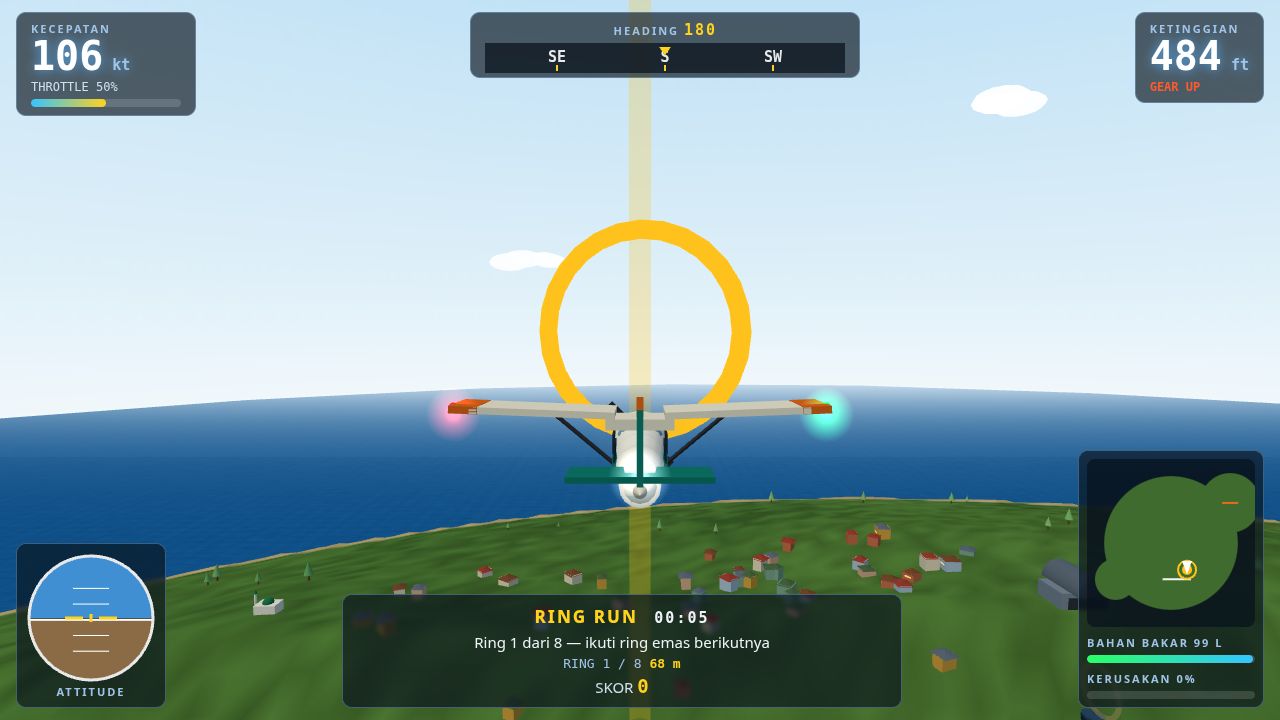 KECEPATAN
106 kt
THROTTLE 50%
HEADING 180
SE S SW
KETINGGIAN
484 ft
GEAR UP
ATTITUDE
RING RUN 00:05
Ring 1 dari 8 — ikuti ring emas berikutnya
RING 1 / 8 68 m
SKOR 0
BAHAN BAKAR 99 L
KERUSAKAN 0%